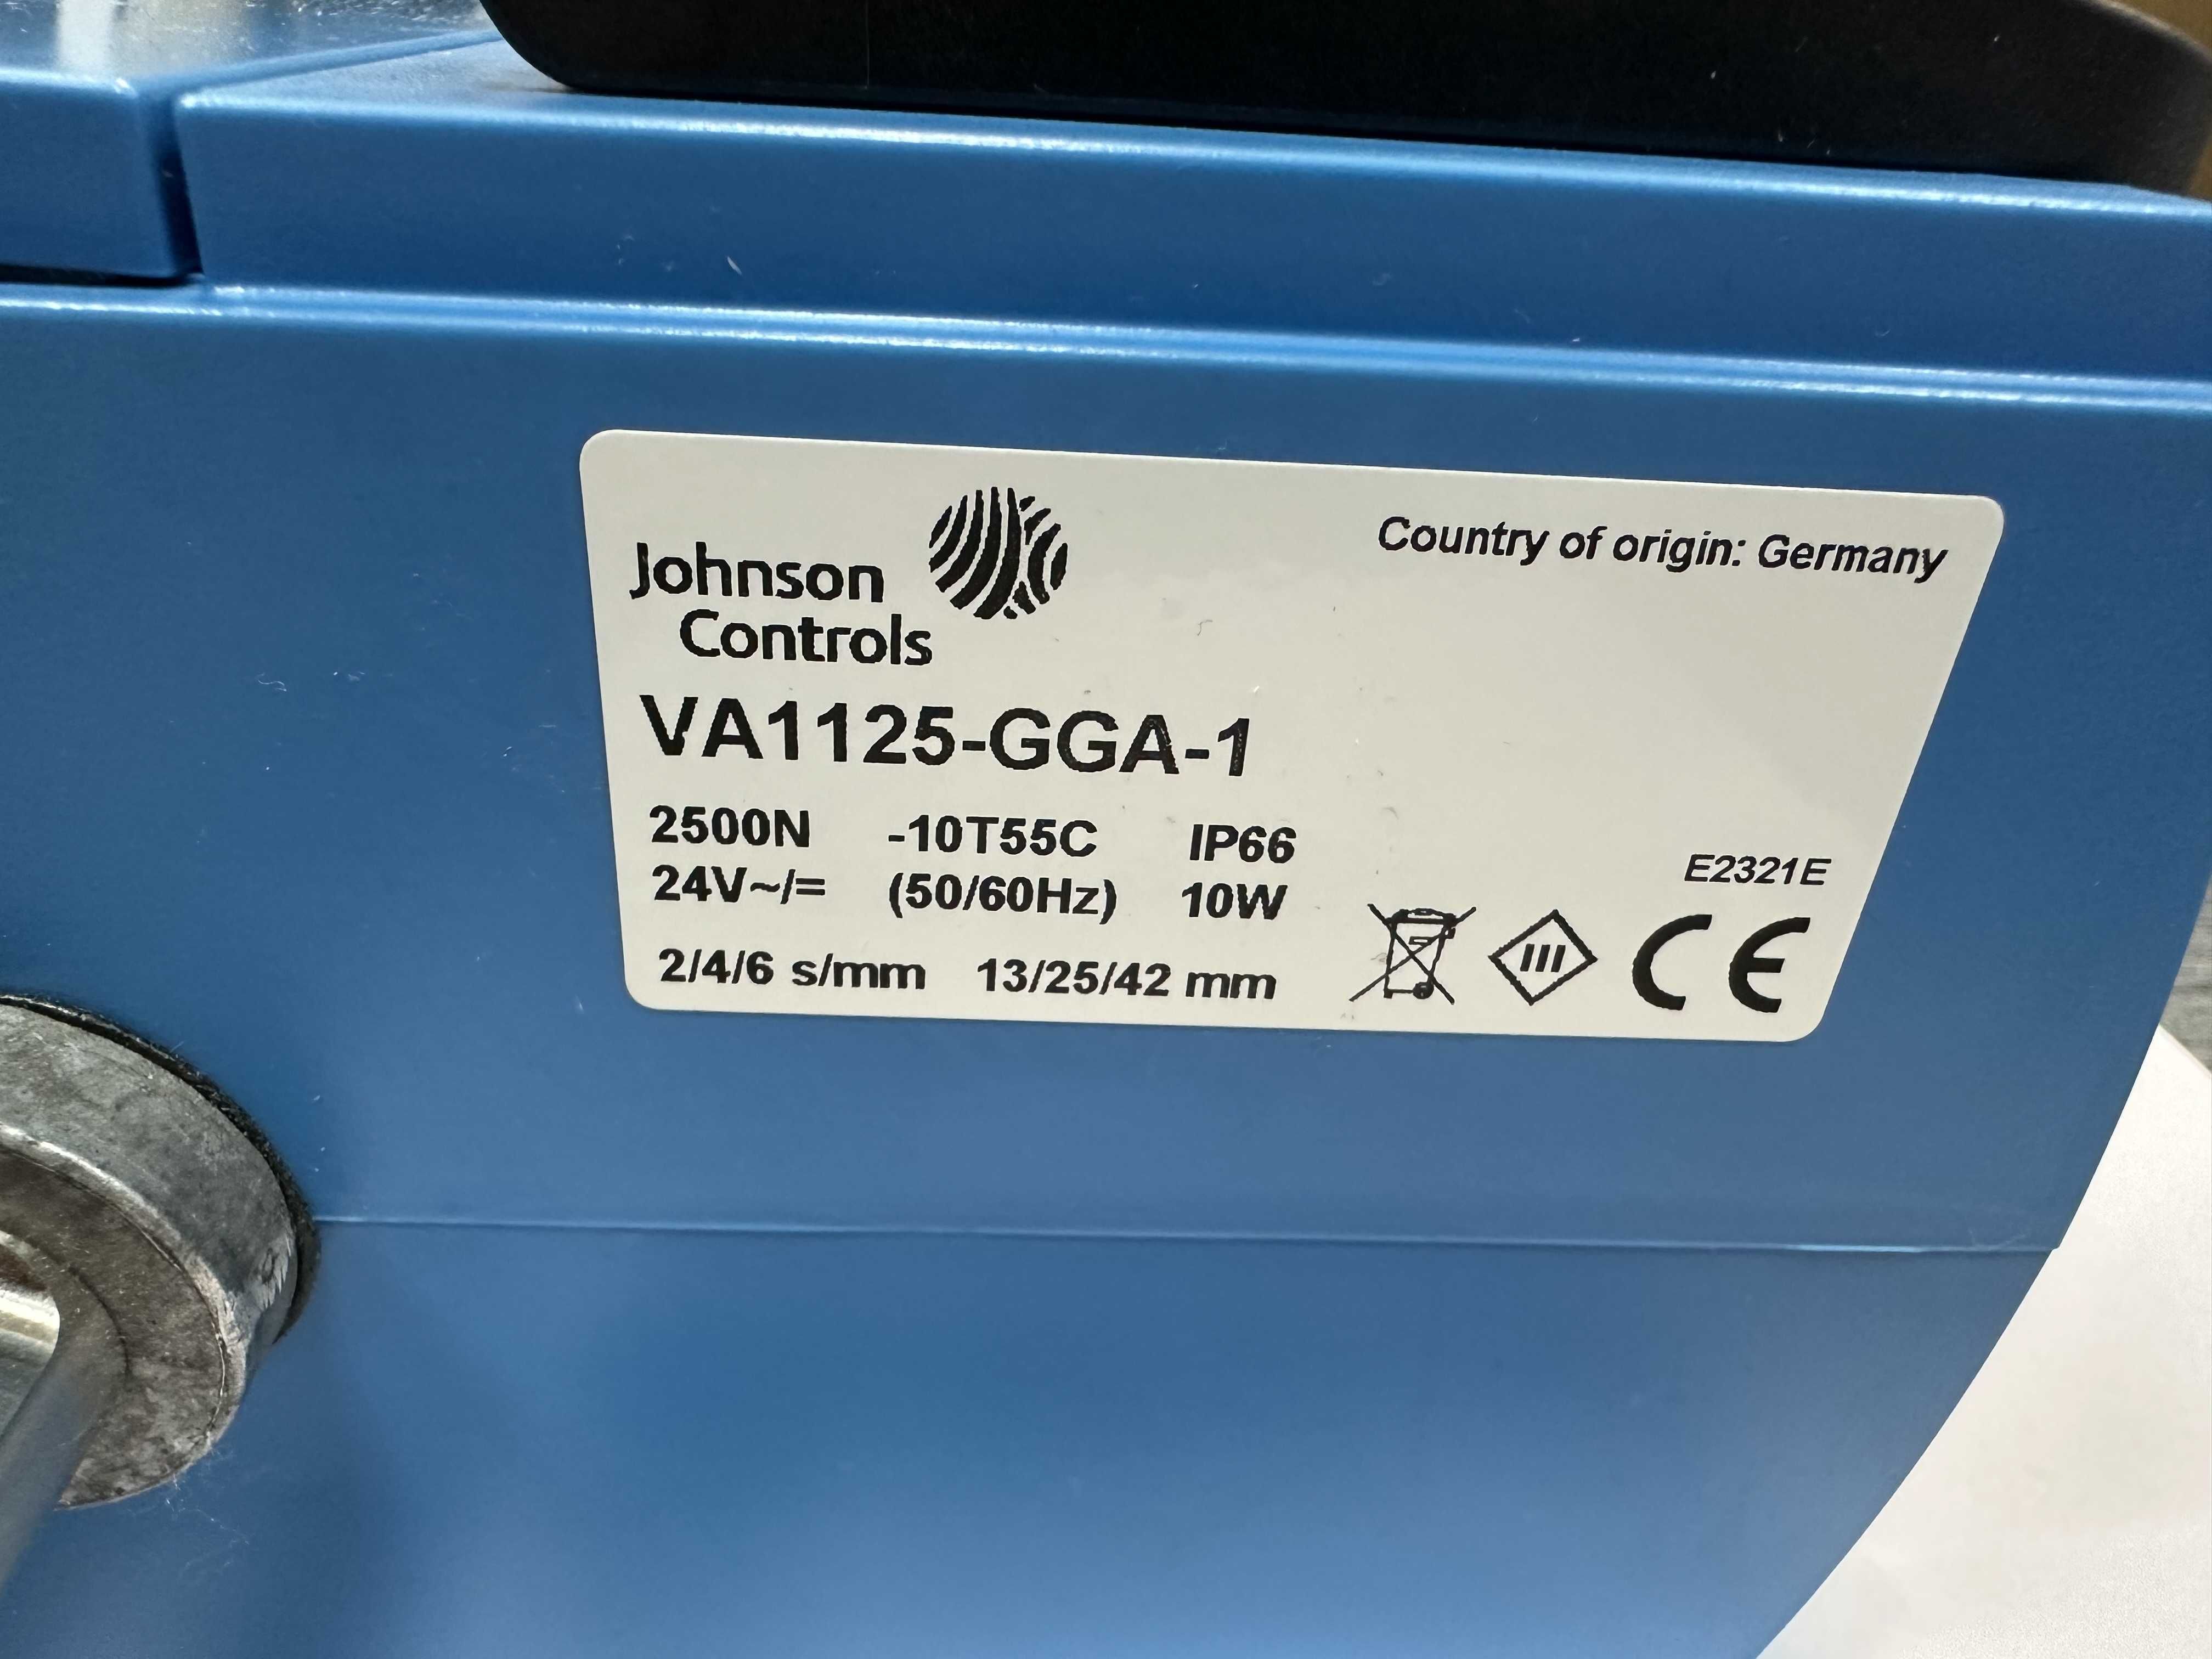 Johnson
Controls
Country of origin: Germany
VA1125-GGA-1
2500N -10T55C IP66
24V~/= (50/60Hz) 10W
E2321E
2/4/6 s/mm 13/25/42 mm
III
CE